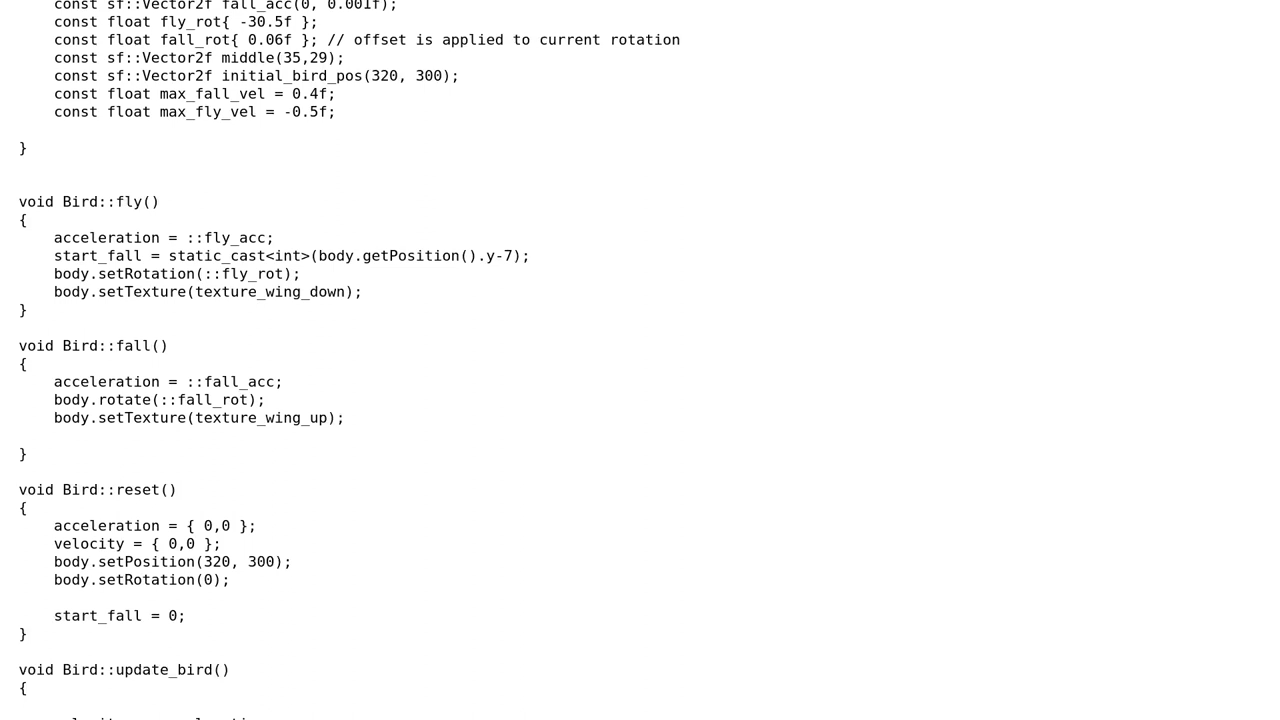 const sf::Vector2f fall_acc(0, 0.001f);
    const float fly_rot{ -30.5f };
    const float fall_rot{ 0.06f }; // offset is applied to current rotation
    const sf::Vector2f middle(35,29);
    const sf::Vector2f initial_bird_pos(320, 300);
    const float max_fall_vel = 0.4f;
    const float max_fly_vel = -0.5f;

}


void Bird::fly()
{
    acceleration = ::fly_acc;
    start_fall = static_cast<int>(body.getPosition().y-7);
    body.setRotation(::fly_rot);
    body.setTexture(texture_wing_down);
}

void Bird::fall()
{
    acceleration = ::fall_acc;
    body.rotate(::fall_rot);
    body.setTexture(texture_wing_up);

}

void Bird::reset()
{
    acceleration = { 0,0 };
    velocity = { 0,0 };
    body.setPosition(320, 300);
    body.setRotation(0);

    start_fall = 0;
}

void Bird::update_bird()
{